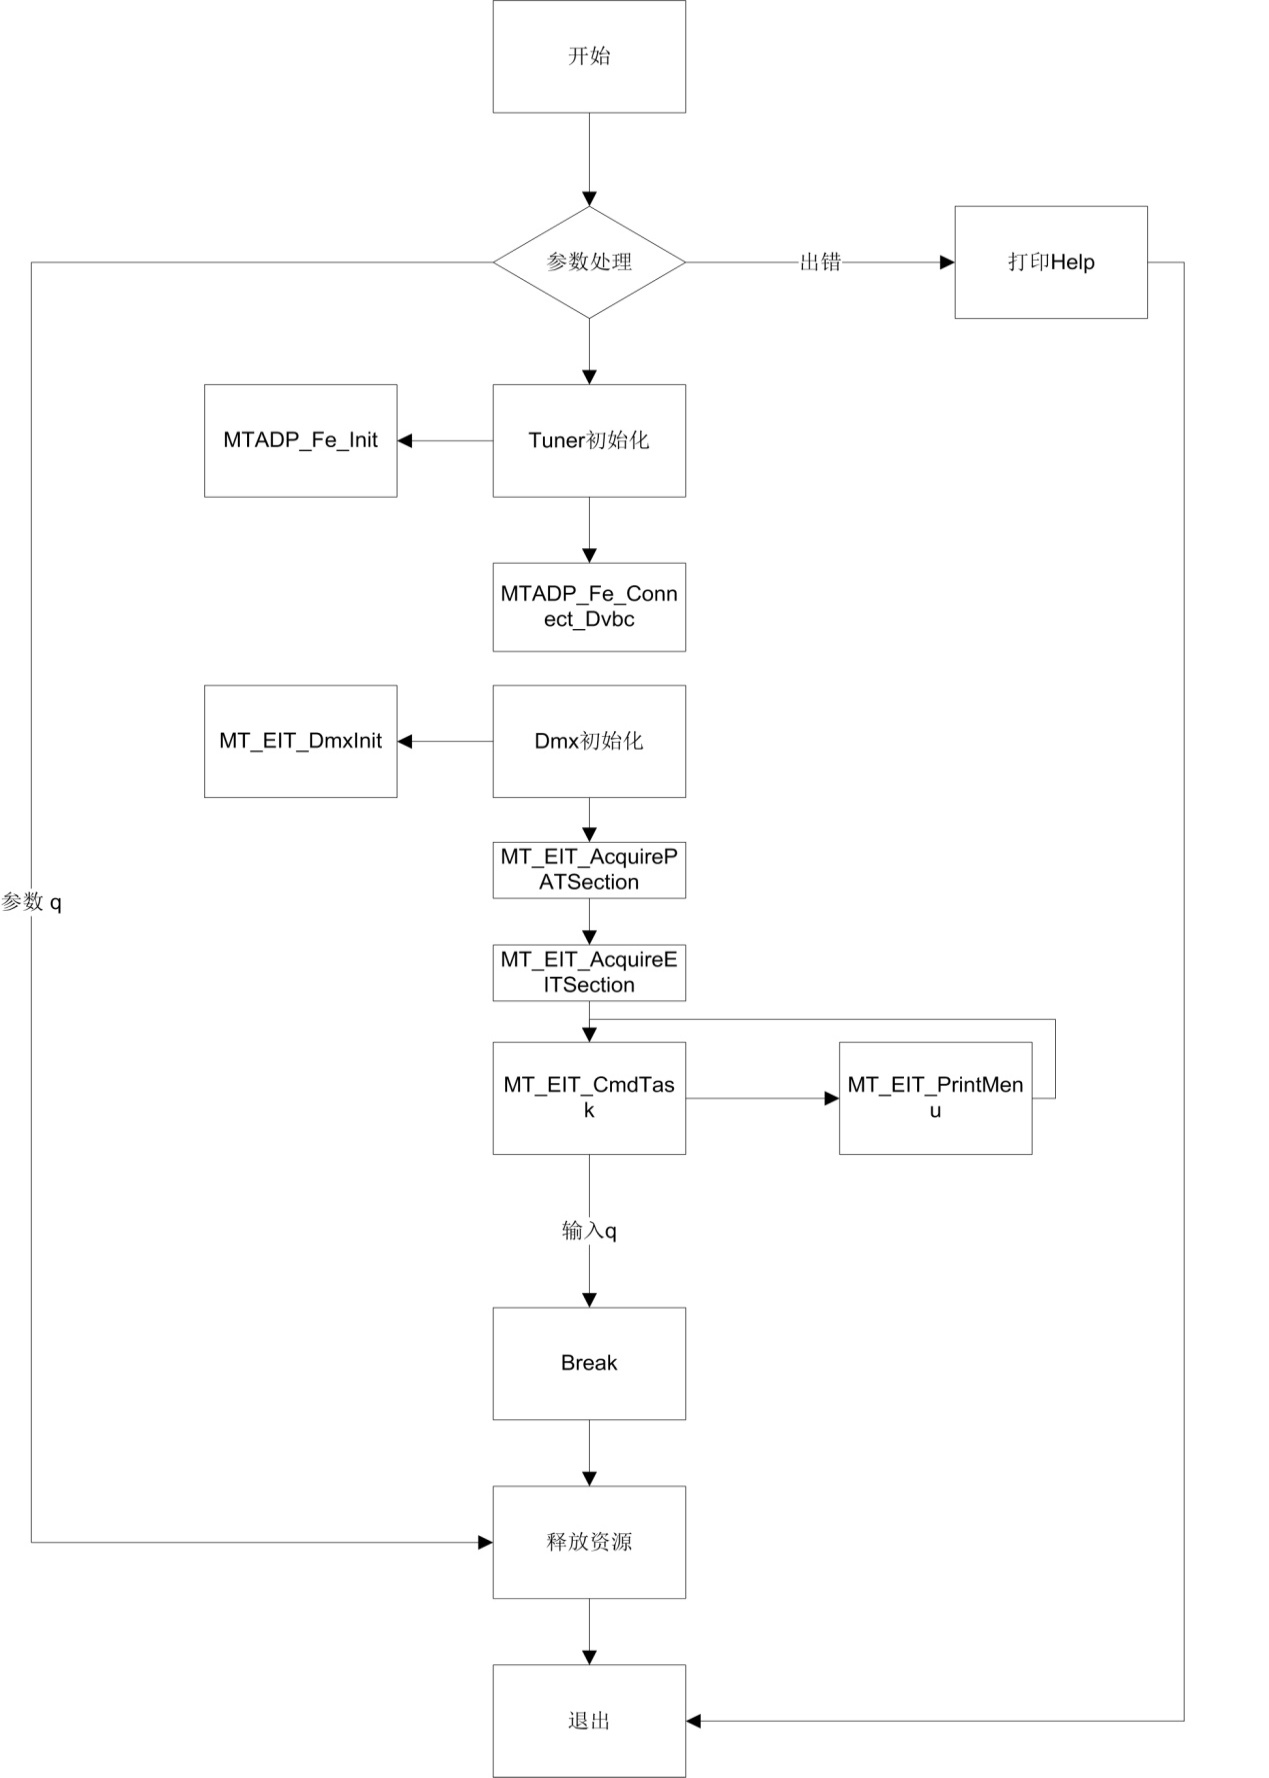 开始
参数处理
出错
打印Help
MTADP_Fe_Init
Tuner初始化
MTADP_Fe_Conn
ect_Dvbc
MT_EIT_DmxInit
Dmx初始化
MT_EIT_AcquireP
ATSection
参数 q
MT_EIT_AcquireE
ITSection
MT_EIT_CmdTas
k
MT_EIT_PrintMen
u
输入q
Break
释放资源
退出